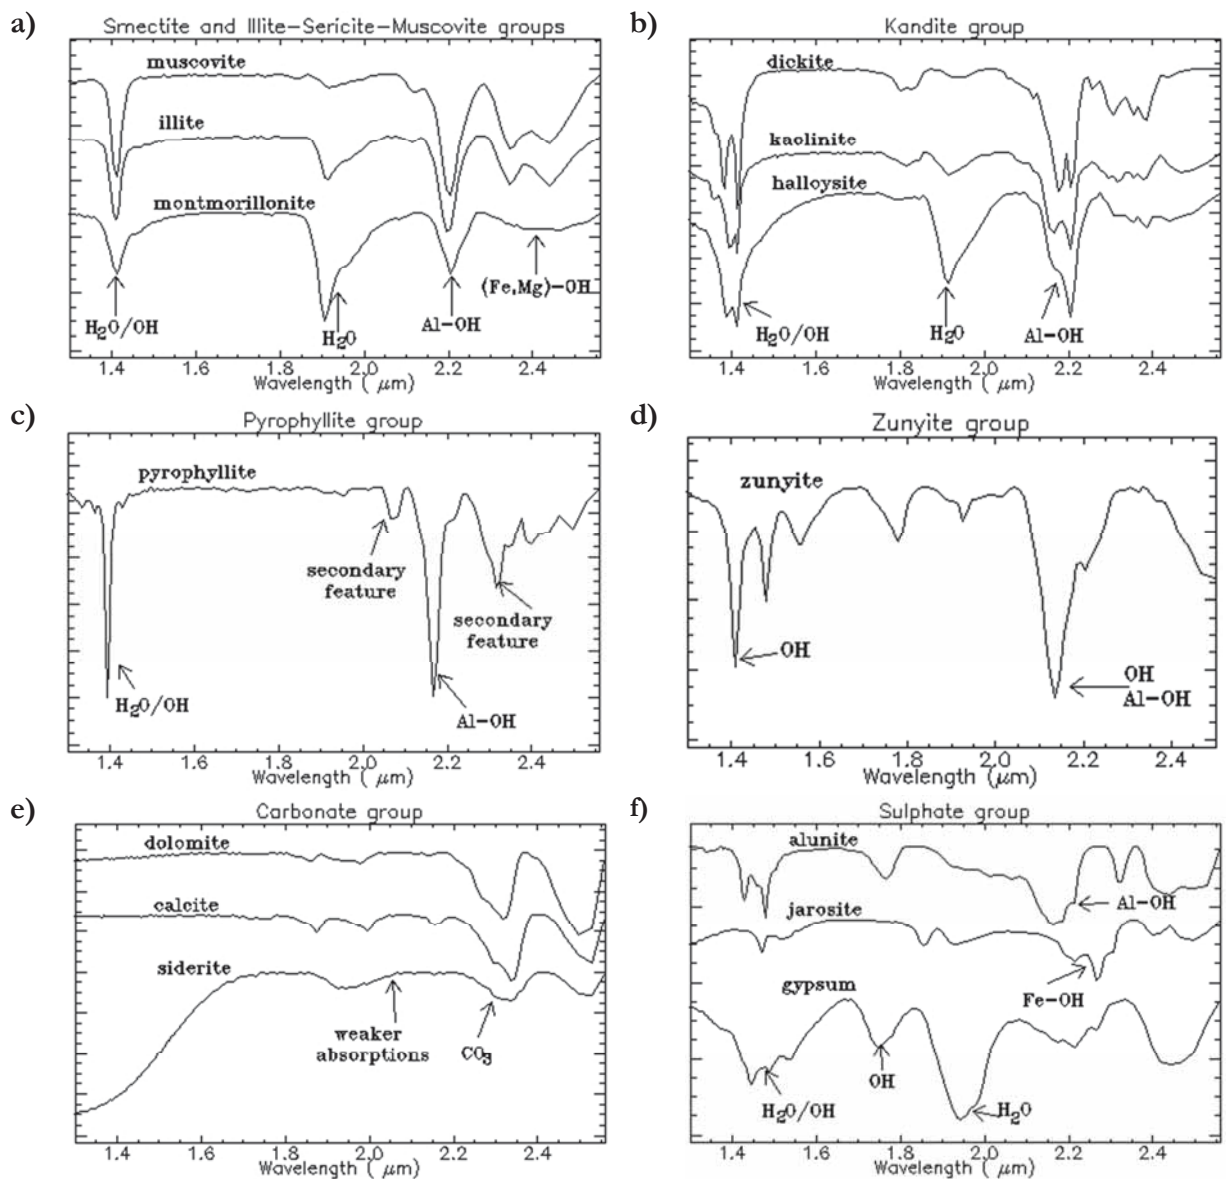 a)
Smectite and Illite-Sericite-Muscovite groups
muscovite
illite
montmorillonite
H2O/OH
H2O
Al-OH
(Fe,Mg)-OH
1.4 1.6 1.8 2.0 2.2 2.4
Wavelength ( μm)
b)
Kandite group
dickite
kaolinite
halloysite
H2O/OH
H2O
Al-OH
1.4 1.6 1.8 2.0 2.2 2.4
Wavelength ( μm)
c)
Pyrophyllite group
pyrophyllite
secondary
feature
secondary
feature
H2O/OH
Al-OH
1.4 1.6 1.8 2.0 2.2 2.4
Wavelength ( μm)
d)
Zunyite group
zunyite
OH
OH
Al-OH
1.4 1.6 1.8 2.0 2.2 2.4
Wavelength ( μm)
e)
Carbonate group
dolomite
calcite
siderite
weaker
absorptions
CO3
1.4 1.6 1.8 2.0 2.2 2.4
Wavelength ( μm)
f)
Sulphate group
alunite
Al-OH
jarosite
Fe-OH
gypsum
OH
H2O/OH
H2O
1.4 1.6 1.8 2.0 2.2 2.4
Wavelength ( μm)